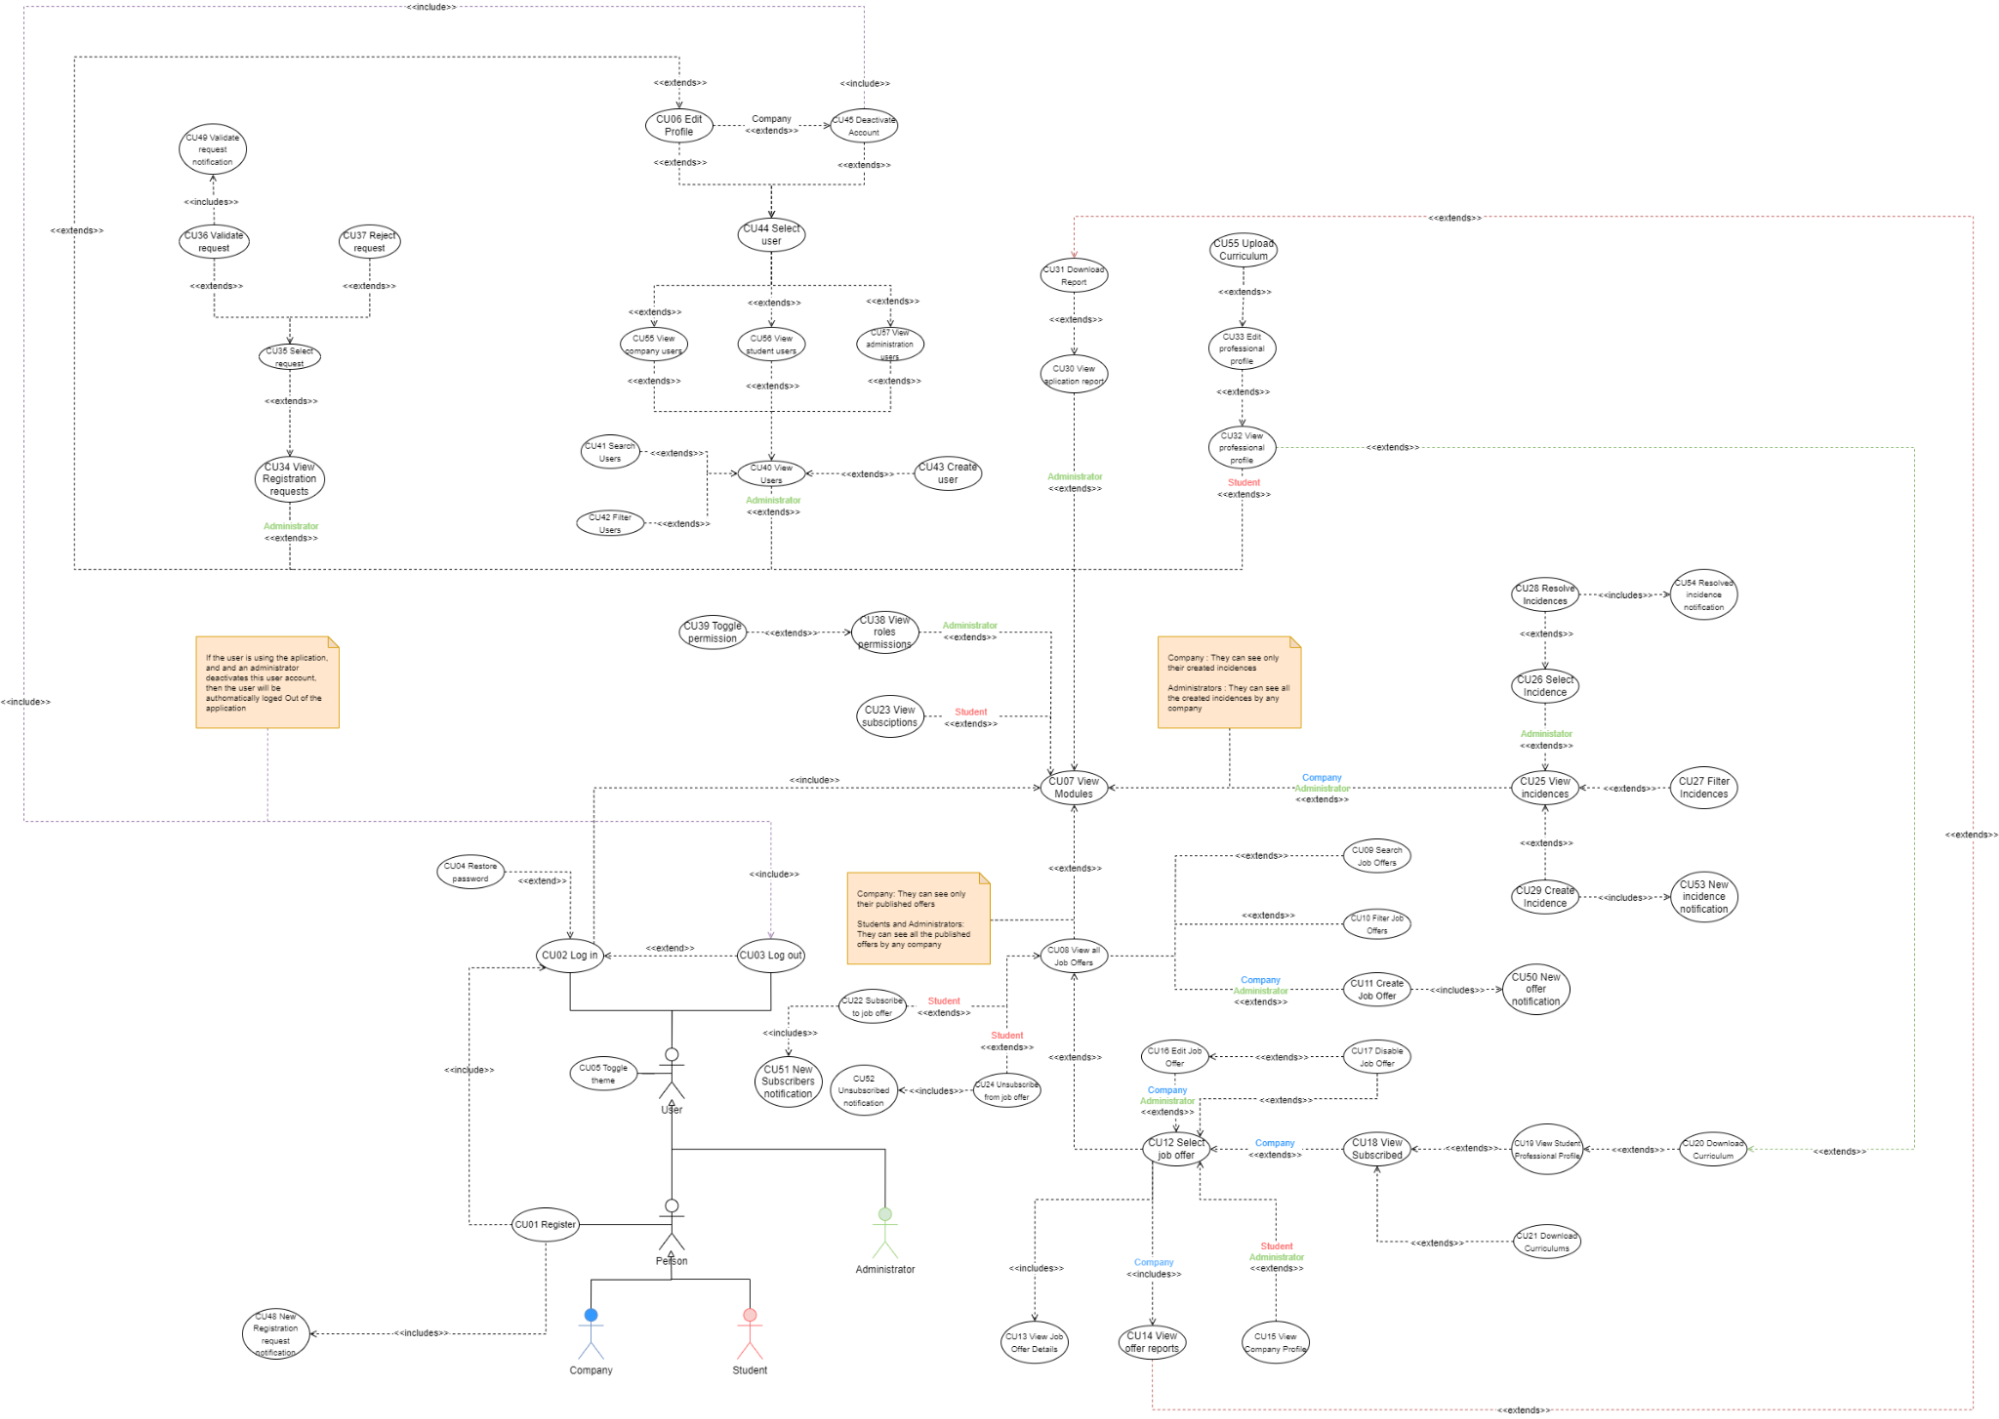 <<include>>
<<extends>>
<<include>>
CU06 Edit
Profile
Company
<<extends>>
CU45 Deactivate
Account
CU49 Validate
request
notification
<<extends>>
<<extends>>
<<includes>>
<<extends>>
CU36 Validate
request
CU37 Reject
request
CU44 Select
user
<<extends>>
CU31 Download
Report
CU55 Upload
Curriculum
<<extends>>
<<extends>>
<<extends>>
<<extends>>
<<extends>>
<<extends>>
<<extends>>
<<extends>>
CU35 Select
request
CU55 View
company users
CU56 View
student users
CU57 View
administration
users
CU30 View
aplication report
CU33 Edit
professional
profile
<<extends>>
<<extends>>
<<extends>>
<<extends>>
<<extends>>
CU34 View
Registration
requests
CU41 Search
Users
<<extends>>
CU40 View
Users
<<extends>>
CU43 Create
user
CU42 Filter
Users
<<extends>>
Administrator
<<extends>>
Administrator
<<extends>>
Administrator
<<extends>>
CU32 View
professional
profile
<<extends>>
Student
<<extends>>
CU39 Toggle
permission
<<extends>>
CU38 View
roles
permissions
Administrator
<<extends>>
CU23 View
subsciptions
Student
<<extends>>
If the user is using the aplication,
and and an administrator
deactivates this user account,
then the user will be
authomatically loged Out of the
application
<<include>>
Company : They can see only
their created incidences
Administrators : They can see all
the created incidences by any
company
CU28 Resolve
Incidences
<<includes>>
CU54 Resolved
incidence
notification
<<extends>>
CU26 Select
Incidence
Administator
<<extends>>
<<include>>
CU07 View
Modules
Company
Administrator
<<extends>>
CU25 View
incidences
<<extends>>
CU27 Filter
Incidences
<<extends>>
<<extends>>
CU29 Create
Incidence
<<includes>>
CU53 New
incidence
notification
CU04 Restore
password
<<extend>>
<<include>>
Company: They can see only
their published offers
Students and Administrators:
They can see all the published
offers by any company
<<extends>>
<<extends>>
CU09 Search
Job Offers
<<extends>>
CU10 Filter Job
Offers
CU02 Log in
<<extend>>
CU03 Log out
CU08 View all
Job Offers
Company
Administrator
<<extends>>
CU11 Create
Job Offer
<<includes>>
CU50 New
offer
notification
CU22 Subscribe
to job offer
Student
<<extends>>
<<includes>>
Student
<<extends>>
CU05 Toggle
theme
User
<<include>>
CU51 New
Subscribers
notification
CU52
Unsubscribed
notification
<<includes>>
CU24 Unsubscribe
from job offer
<<extends>>
CU16 Edit Job
Offer
<<extends>>
CU17 Disable
Job Offer
Company
Administrator
<<extends>>
<<extends>>
CU12 Select
job offer
Company
<<extends>>
CU18 View
Subscribed
<<extends>>
CU19 View Student
Professional Profile
<<extends>>
CU20 Download
Curriculum
<<extends>>
<<extends>>
CU21 Download
Curriculums
CU01 Register
Person
Administrator
<<includes>>
Company
<<includes>>
Student
Administrator
<<extends>>
CU48 New
Registration
request
notification
<<includes>>
Company
Student
CU13 View Job
Offer Details
CU14 View
offer reports
CU15 View
Company Profile
<<extends>>